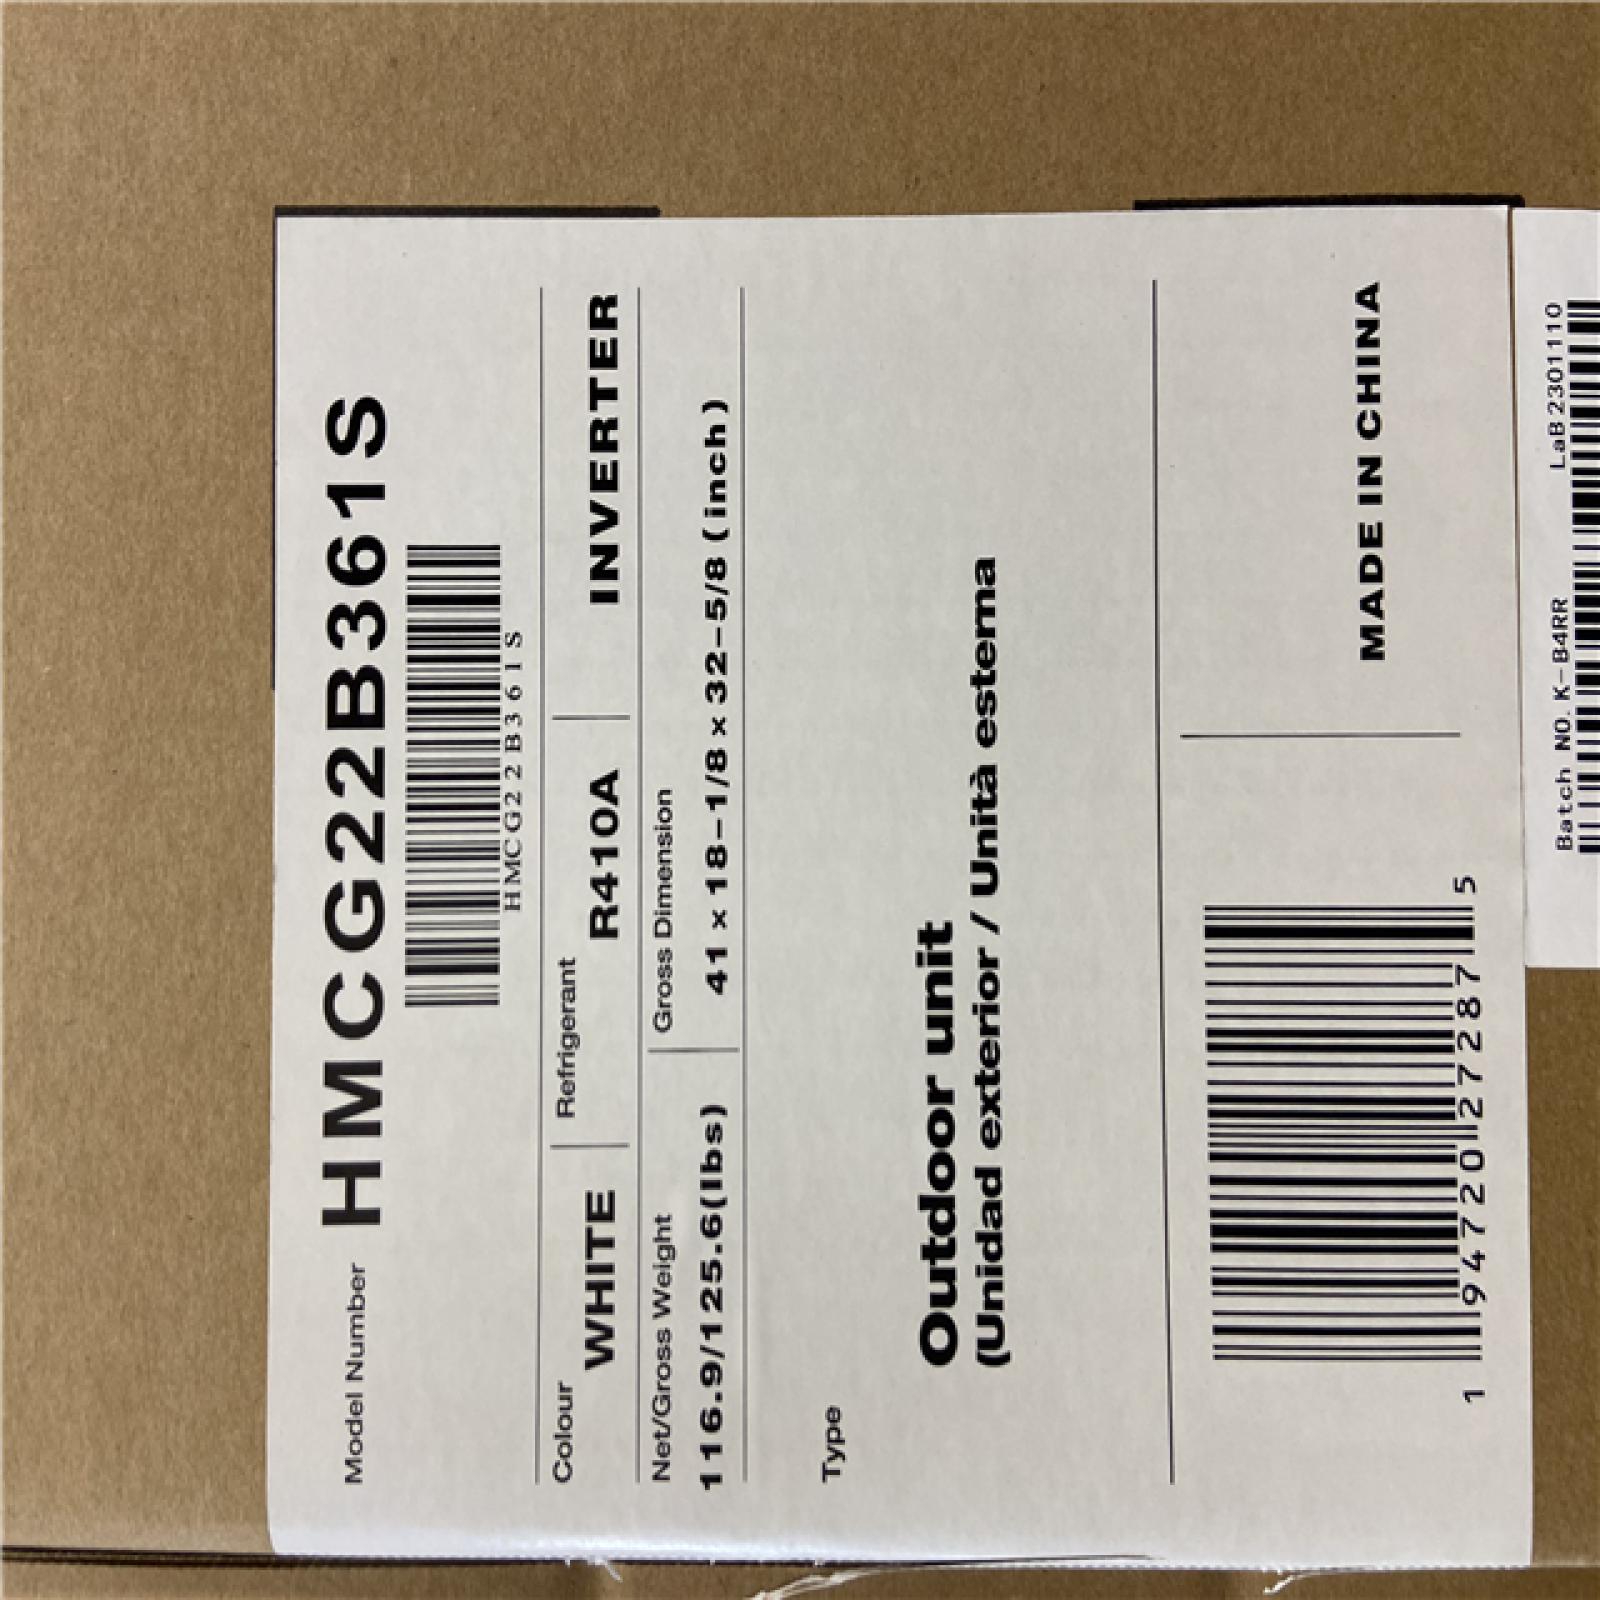 Model Number HMCG22B361S
HMCG22B361S
Colour WHITE
Refrigerant R410A
INVERTER
Net/Gross Weight
116.9/125.6(lbs)
Gross Dimension
41 × 18-1/8 × 32-5/8 (inch)
Type
Outdoor unit
(Unidad exterior / Unità esterna
1 94720 27287 5
MADE IN CHINA
Batch NO. K-B4RR LaB2301110